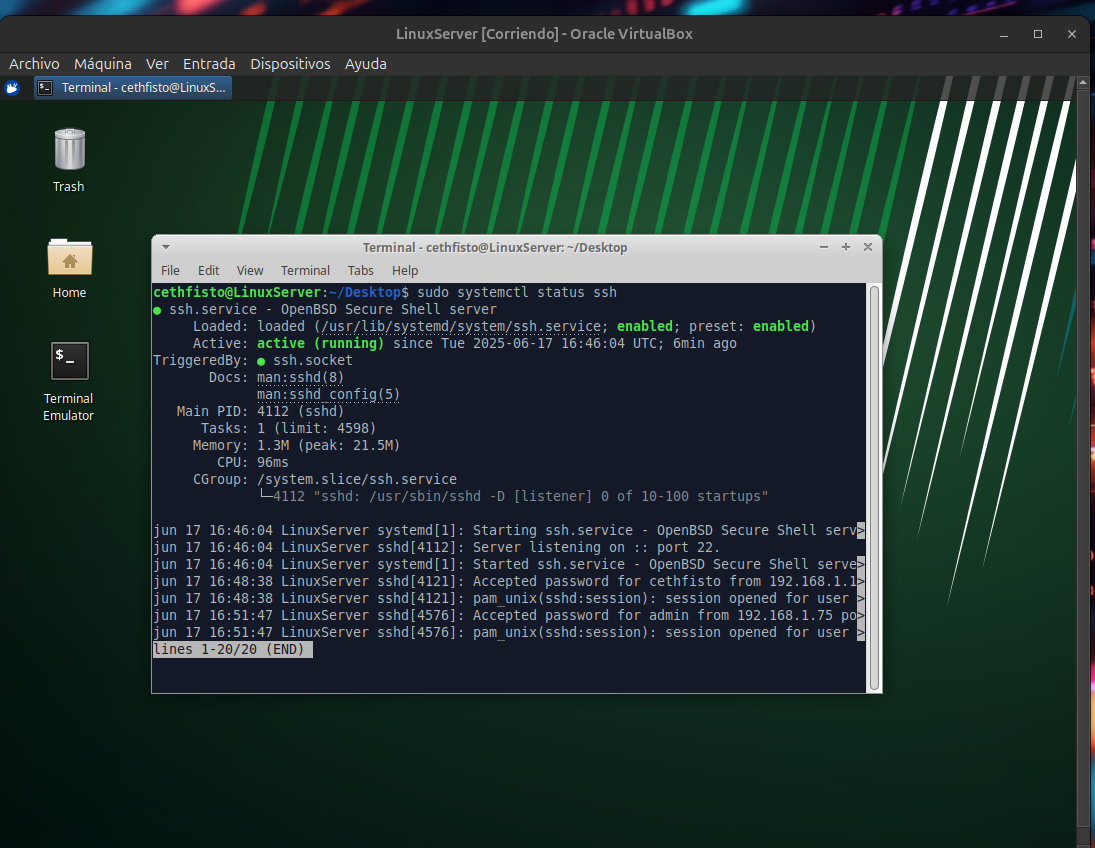 LinuxServer [Corriendo] - Oracle VirtualBox
Archivo Máquina Ver Entrada Dispositivos Ayuda
Terminal - cethfisto@LinuxS...
Trash
Home
$_
Terminal
Emulator
Terminal - cethfisto@LinuxServer: ~/Desktop
File Edit View Terminal Tabs Help
cethfisto@LinuxServer:~/Desktop$ sudo systemctl status ssh
● ssh.service - OpenBSD Secure Shell server
Loaded: loaded (/usr/lib/systemd/system/ssh.service; enabled; preset: enabled)
Active: active (running) since Tue 2025-06-17 16:46:04 UTC; 6min ago
TriggeredBy: ● ssh.socket
Docs: man:sshd(8)
man:sshd_config(5)
Main PID: 4112 (sshd)
Tasks: 1 (limit: 4598)
Memory: 1.3M (peak: 21.5M)
CPU: 96ms
CGroup: /system.slice/ssh.service
└─4112 "sshd: /usr/sbin/sshd -D [listener] 0 of 10-100 startups"
jun 17 16:46:04 LinuxServer systemd[1]: Starting ssh.service - OpenBSD Secure Shell serv>
jun 17 16:46:04 LinuxServer sshd[4112]: Server listening on :: port 22.
jun 17 16:46:04 LinuxServer systemd[1]: Started ssh.service - OpenBSD Secure Shell serve>
jun 17 16:48:38 LinuxServer sshd[4121]: Accepted password for cethfisto from 192.168.1.1>
jun 17 16:48:38 LinuxServer sshd[4121]: pam_unix(sshd:session): session opened for user >
jun 17 16:51:47 LinuxServer sshd[4576]: Accepted password for admin from 192.168.1.75 po>
jun 17 16:51:47 LinuxServer sshd[4576]: pam_unix(sshd:session): session opened for user >
lines 1-20/20 (END)